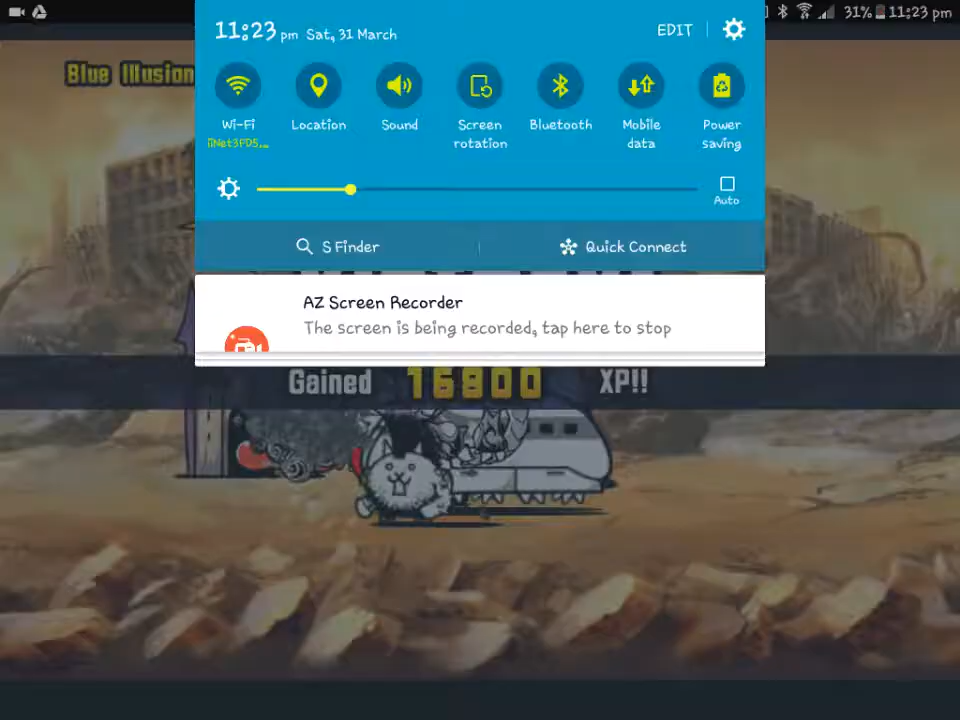 31% 11:23 pm
11:23 pm Sat, 31 March EDIT
Blue Illusion
Wi-Fi Location Sound Screen rotation Bluetooth Mobile data Power saving
iiNet3FD5...
Auto
S Finder Quick Connect
AZ Screen Recorder
The screen is being recorded, tap here to stop
Gained 16800 XP!!